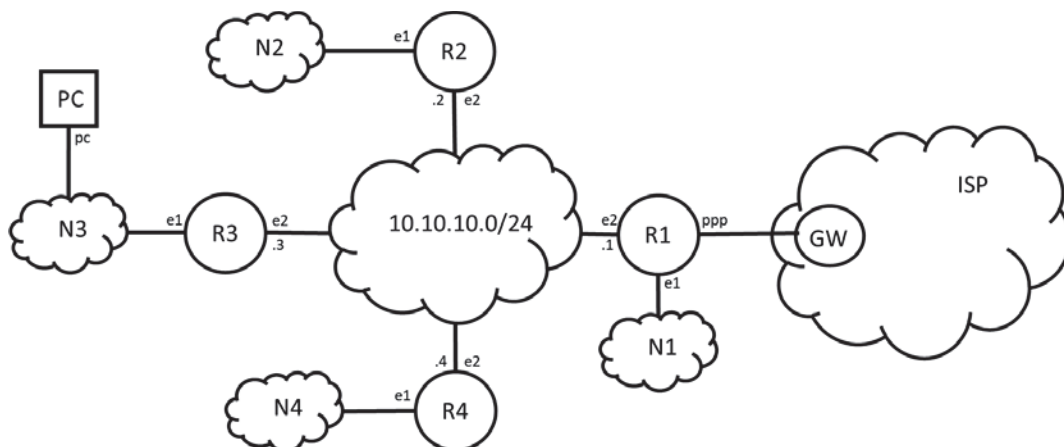 N2
e1
R2
.2
e2
PC
pc
N3
e1
R3
e2
.3
10.10.10.0/24
e2
.1
R1
ppp
GW
ISP
e1
N1
.4
e2
N4
e1
R4